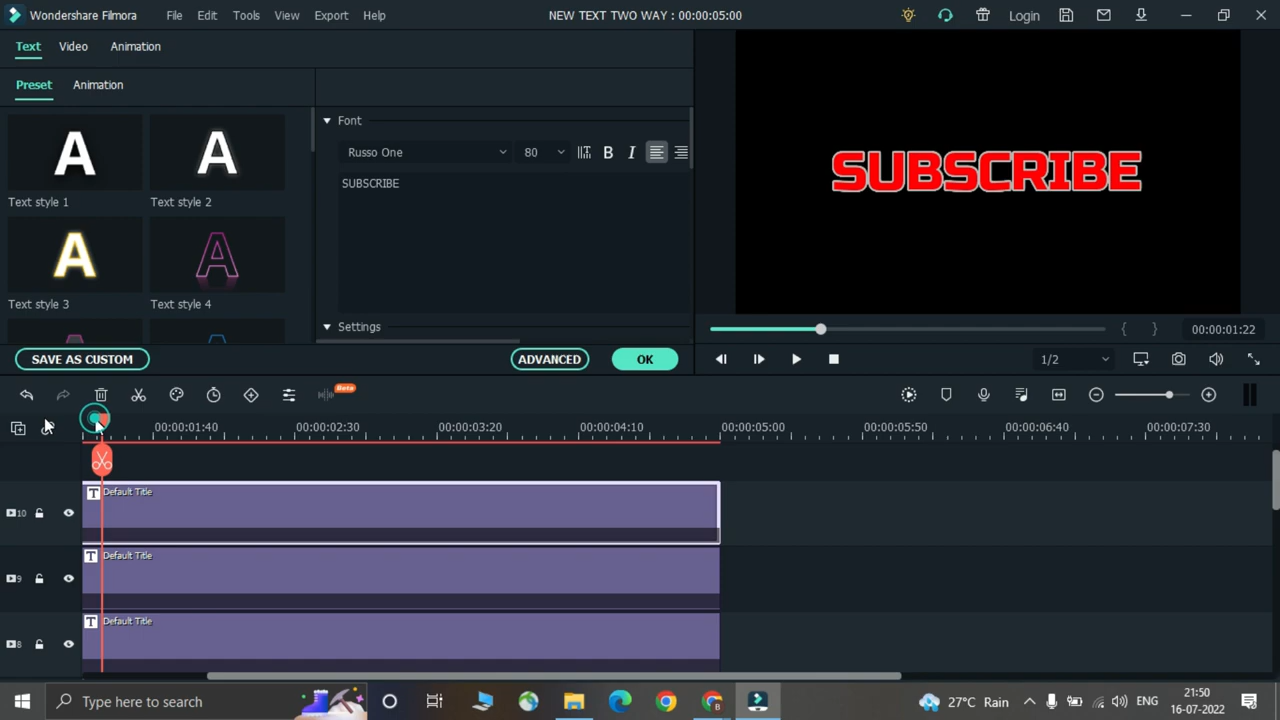 Wondershare Filmora File Edit Tools View Export Help NEW TEXT TWO WAY : 00:00:05:00 Login
Text Video Animation
Preset Animation
Font
Russo One 80 B I
SUBSCRIBE
SUBSCRIBE
A A
Text style 1 Text style 2
A A
Text style 3 Text style 4
Settings
00:00:01:22
SAVE AS CUSTOM ADVANCED OK
1/2
Beta
00:00:01:40 00:00:02:30 00:00:03:20 00:00:04:10 00:00:05:00 00:00:05:50 00:00:06:40 00:00:07:30
T Default Title
10
T Default Title
9
T Default Title
8
Type here to search 27°C Rain ENG 21:50
16-07-2022